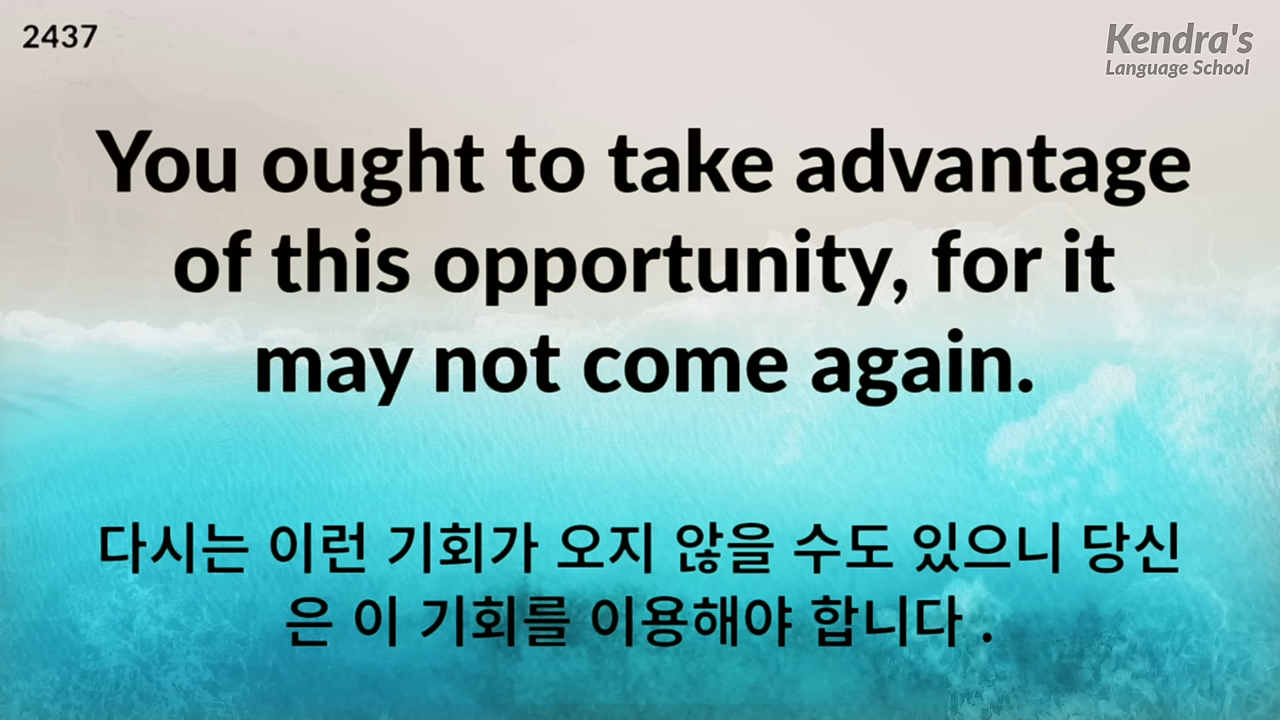 2437
Kendra's
Language School
You ought to take advantage
of this opportunity, for it
may not come again.
다시는 이런 기회가 오지 않을 수도 있으니 당신
은 이 기회를 이용해야 합니다 .